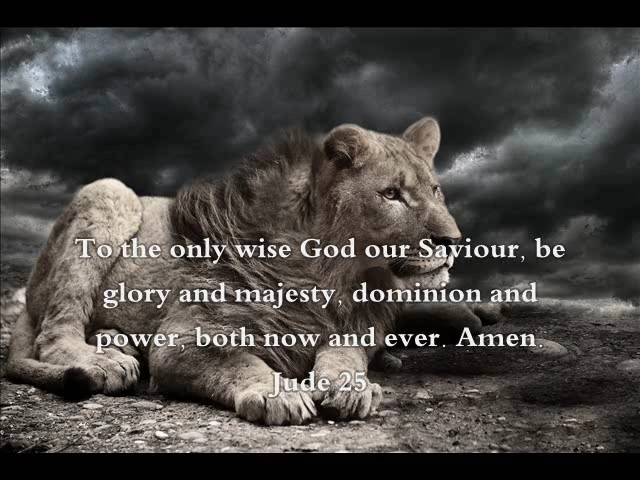 To the only wise God our Saviour, be
glory and majesty, dominion and
power, both now and ever. Amen.
Jude 25